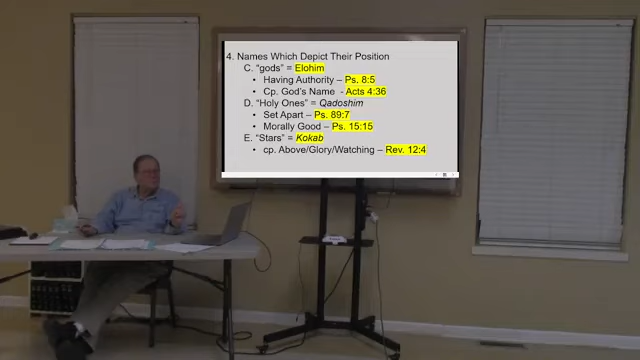 4. Names Which Depict Their Position
C. “gods” = Elohim
• Having Authority – Ps. 8:5
• Cp. God’s Name - Acts 4:36
D. “Holy Ones” = Qadoshim
• Set Apart – Ps. 89:7
• Morally Good – Ps. 15:15
E. “Stars” = Kokab
• cp. Above/Glory/Watching – Rev. 12:4